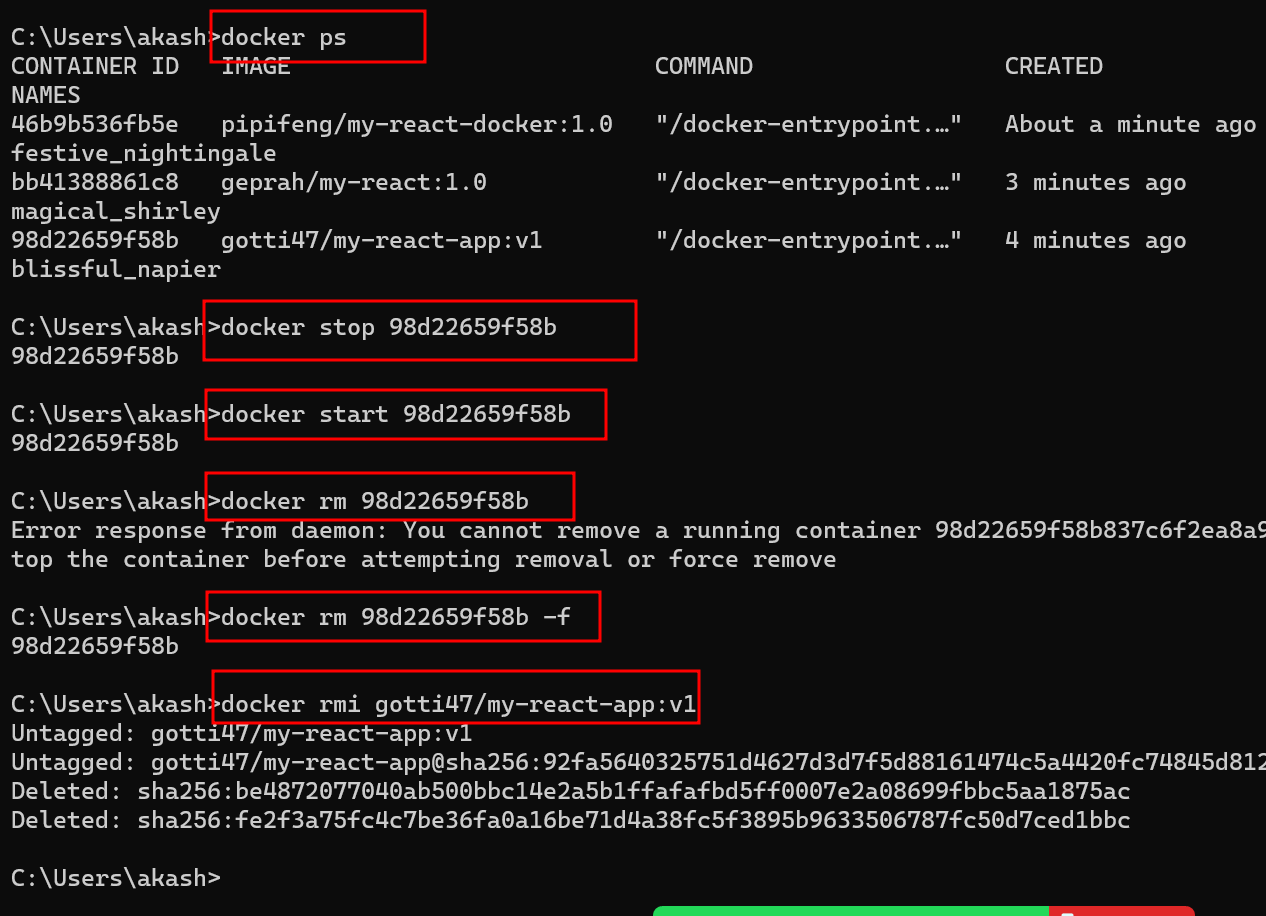 C:\Users\akash>docker ps
CONTAINER ID   IMAGE                          COMMAND                  CREATED
NAMES
46b9b536fb5e   pipifeng/my-react-docker:1.0   "/docker-entrypoint.…"   About a minute ago
festive_nightingale
bb41388861c8   geprah/my-react:1.0            "/docker-entrypoint.…"   3 minutes ago
magical_shirley
98d22659f58b   gotti47/my-react-app:v1        "/docker-entrypoint.…"   4 minutes ago
blissful_napier
C:\Users\akash>docker stop 98d22659f58b
98d22659f58b
C:\Users\akash>docker start 98d22659f58b
98d22659f58b
C:\Users\akash>docker rm 98d22659f58b
Error response from daemon: You cannot remove a running container 98d22659f58b837c6f2ea8a9
top the container before attempting removal or force remove
C:\Users\akash>docker rm 98d22659f58b -f
98d22659f58b
C:\Users\akash>docker rmi gotti47/my-react-app:v1
Untagged: gotti47/my-react-app:v1
Untagged: gotti47/my-react-app@sha256:92fa5640325751d4627d3d7f5d88161474c5a4420fc74845d812
Deleted: sha256:be4872077040ab500bbc14e2a5b1ffafafbd5ff0007e2a08699fbbc5aa1875ac
Deleted: sha256:fe2f3a75fc4c7be36fa0a16be71d4a38fc5f3895b9633506787fc50d7ced1bbc
C:\Users\akash>